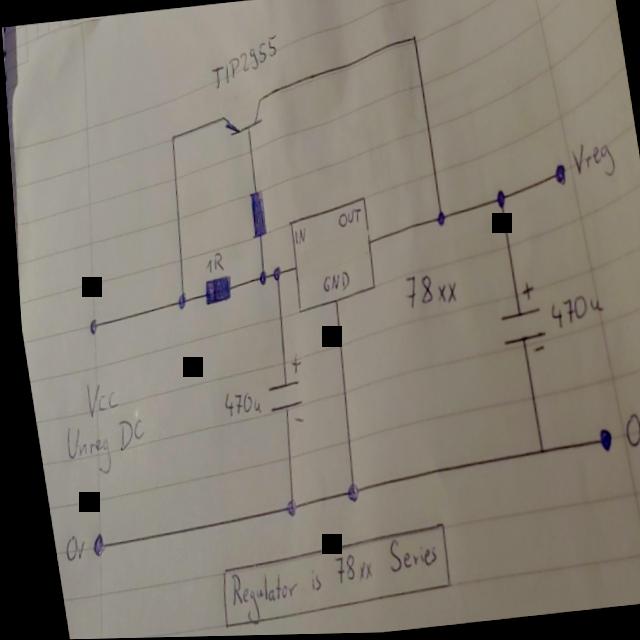 TIP2955
Vreg
IN
OUT
1R
GND
78xx
+
470u
-
+
470u
-
Vcc
Unreg DC
0
0v
Regulator is 78xx Series